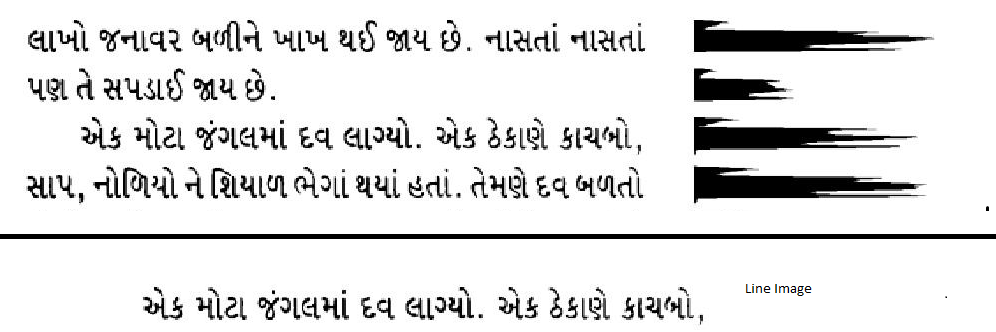 લાખો જનાવર બળીને ખાખ થઈ જાય છે. નાસતાં નાસતાં
પણ તે સપડાઈ જાય છે.
એક મોટા જંગલમાં દવ લાગ્યો. એક ઠેકાણે કાચબો,
સાપ, નોળિયો ને શિયાળ ભેગાં થયાં હતાં. તેમણે દવ બળતો
એક મોટા જંગલમાં દવ લાગ્યો. એક ઠેકાણે કાચબો,
Line Image